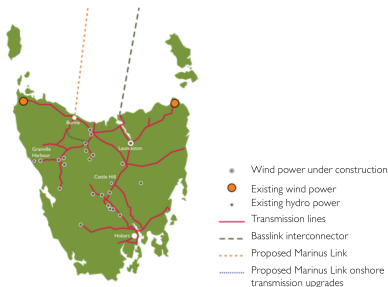 Burnie
Launceston
Granville
Harbour
Castle Hill
Hobart
Wind power under construction
Existing wind power
Existing hydro power
Transmission lines
Basslink interconnector
Proposed Marinus Link
Proposed Marinus Link onshore
transmission upgrades